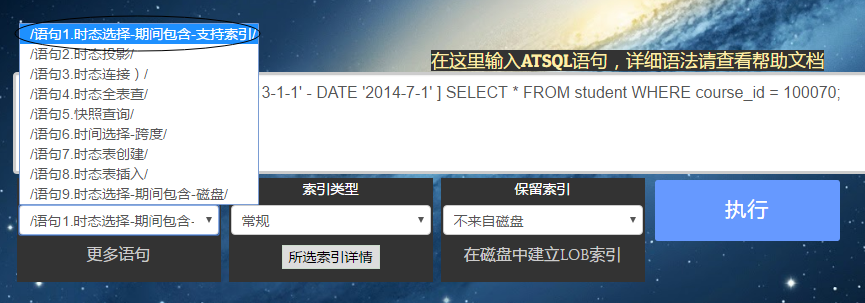 /语句1.时态选择-期间包含-支持索引/
/语句2.时态投影/
/语句3.时态连接）/
/语句4.时态全表查/
/语句5.快照查询/
/语句6.时间选择-跨度/
/语句7.时态表创建/
/语句8.时态表插入/
/语句9.时态选择-期间包含-磁盘/
在这里输入ATSQL语句，详细语法请查看帮助文档
3-1-1' - DATE '2014-7-1' ] SELECT * FROM student WHERE course_id = 100070;
索引类型 保留索引
/语句1.时态选择-期间包含- 常规 不来自磁盘 执行
更多语句 所选索引详情 在磁盘中建立LOB索引